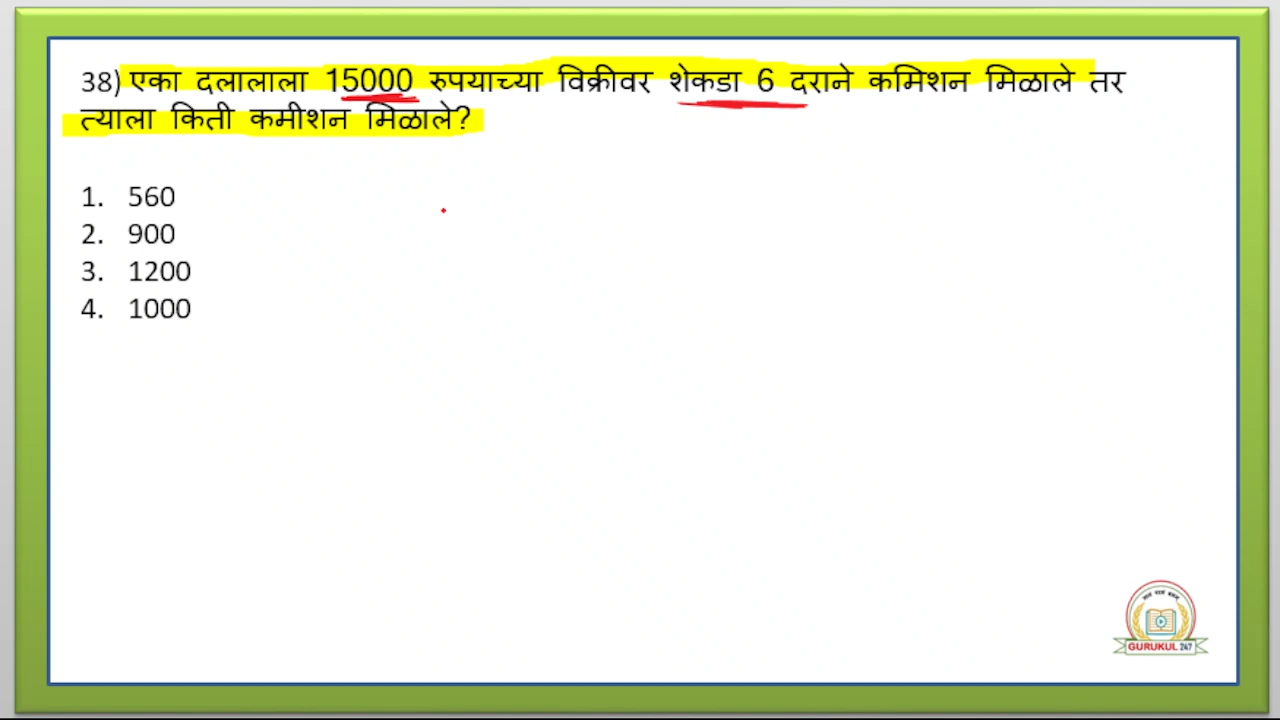 38) एका दलालाला 15000 रुपयाच्या विक्रीवर शेकडा 6 दराने कमिशन मिळाले तर
त्याला किती कमीशन मिळाले?
1. 560
2. 900
3. 1200
4. 1000
GURUKUL 247